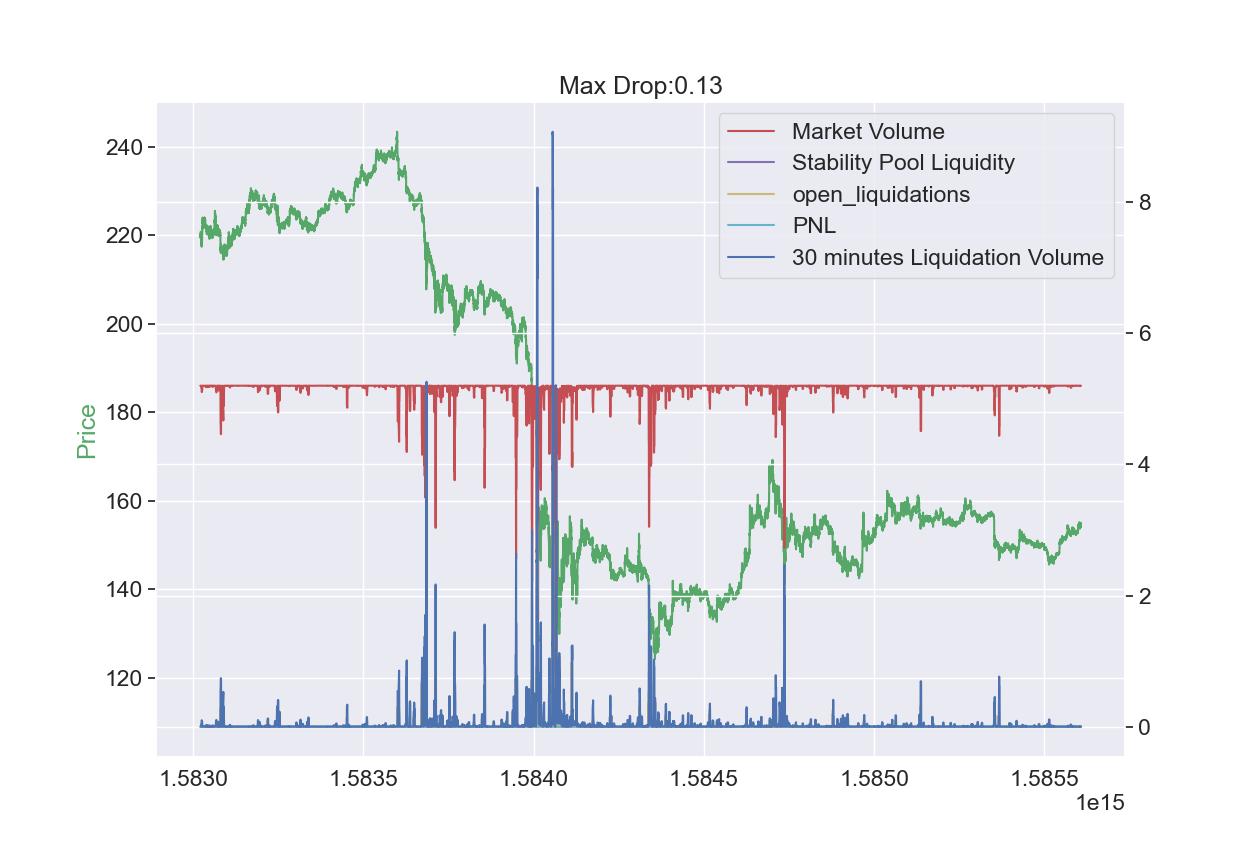 Max Drop:0.13
Market Volume
Stability Pool Liquidity
open_liquidations
PNL
30 minutes Liquidation Volume
Price
240
220
200
180
160
140
120
8
6
4
2
0
1.5830 1.5835 1.5840 1.5845 1.5850 1.5855
1e15